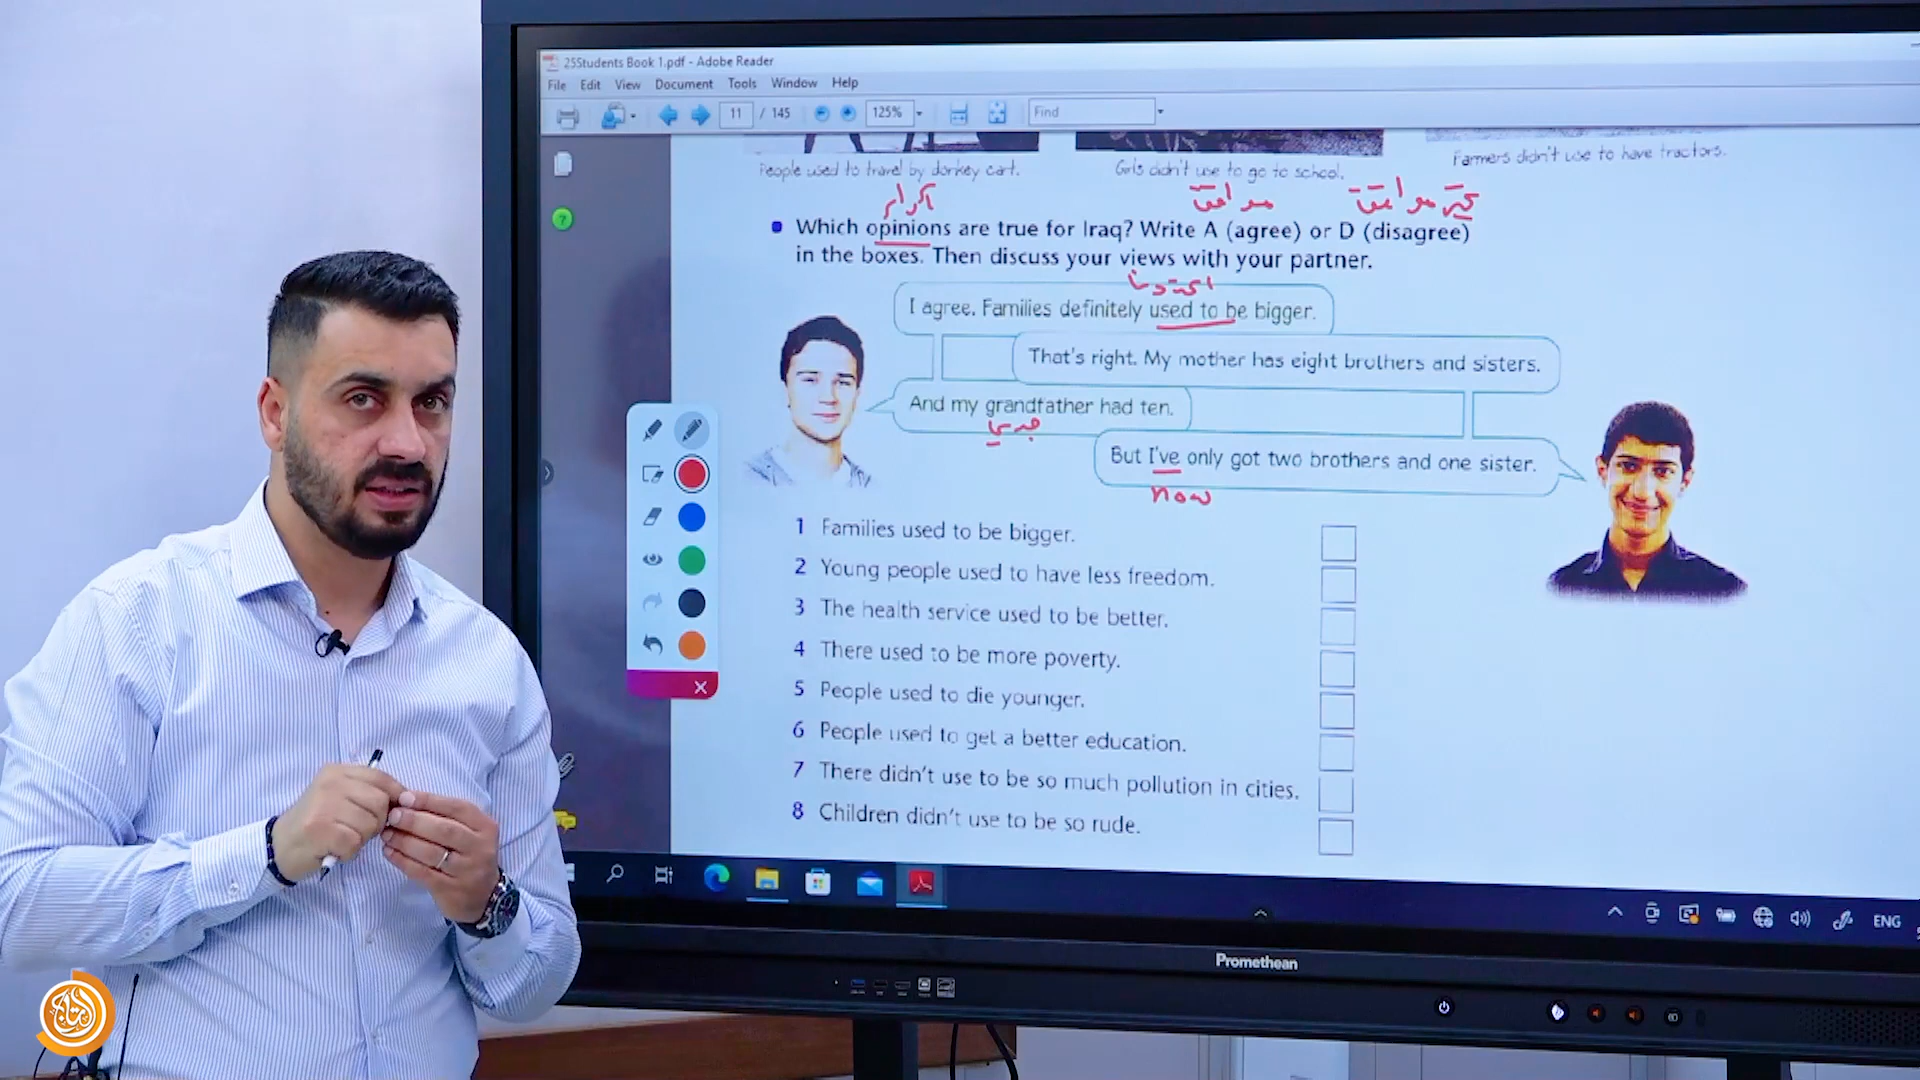 25Students Book 1.pdf - Adobe Reader
File Edit View Document Tools Window Help
11 / 145 125% Find
People used to travel by donkey cart.
Girls didn't use to go to school.
Farmers didn't use to have tractors.
موافق
غير موافق
Which opinions are true for Iraq? Write A (agree) or D (disagree)
in the boxes. Then discuss your views with your partner.
I agree. Families definitely used to be bigger.
That's right. My mother has eight brothers and sisters.
And my grandfather had ten.
جدي
But I've only got two brothers and one sister.
now
1 Families used to be bigger.
2 Young people used to have less freedom.
3 The health service used to be better.
4 There used to be more poverty.
5 People used to die younger.
6 People used to get a better education.
7 There didn't use to be so much pollution in cities.
8 Children didn't use to be so rude.
ENG
Promethean